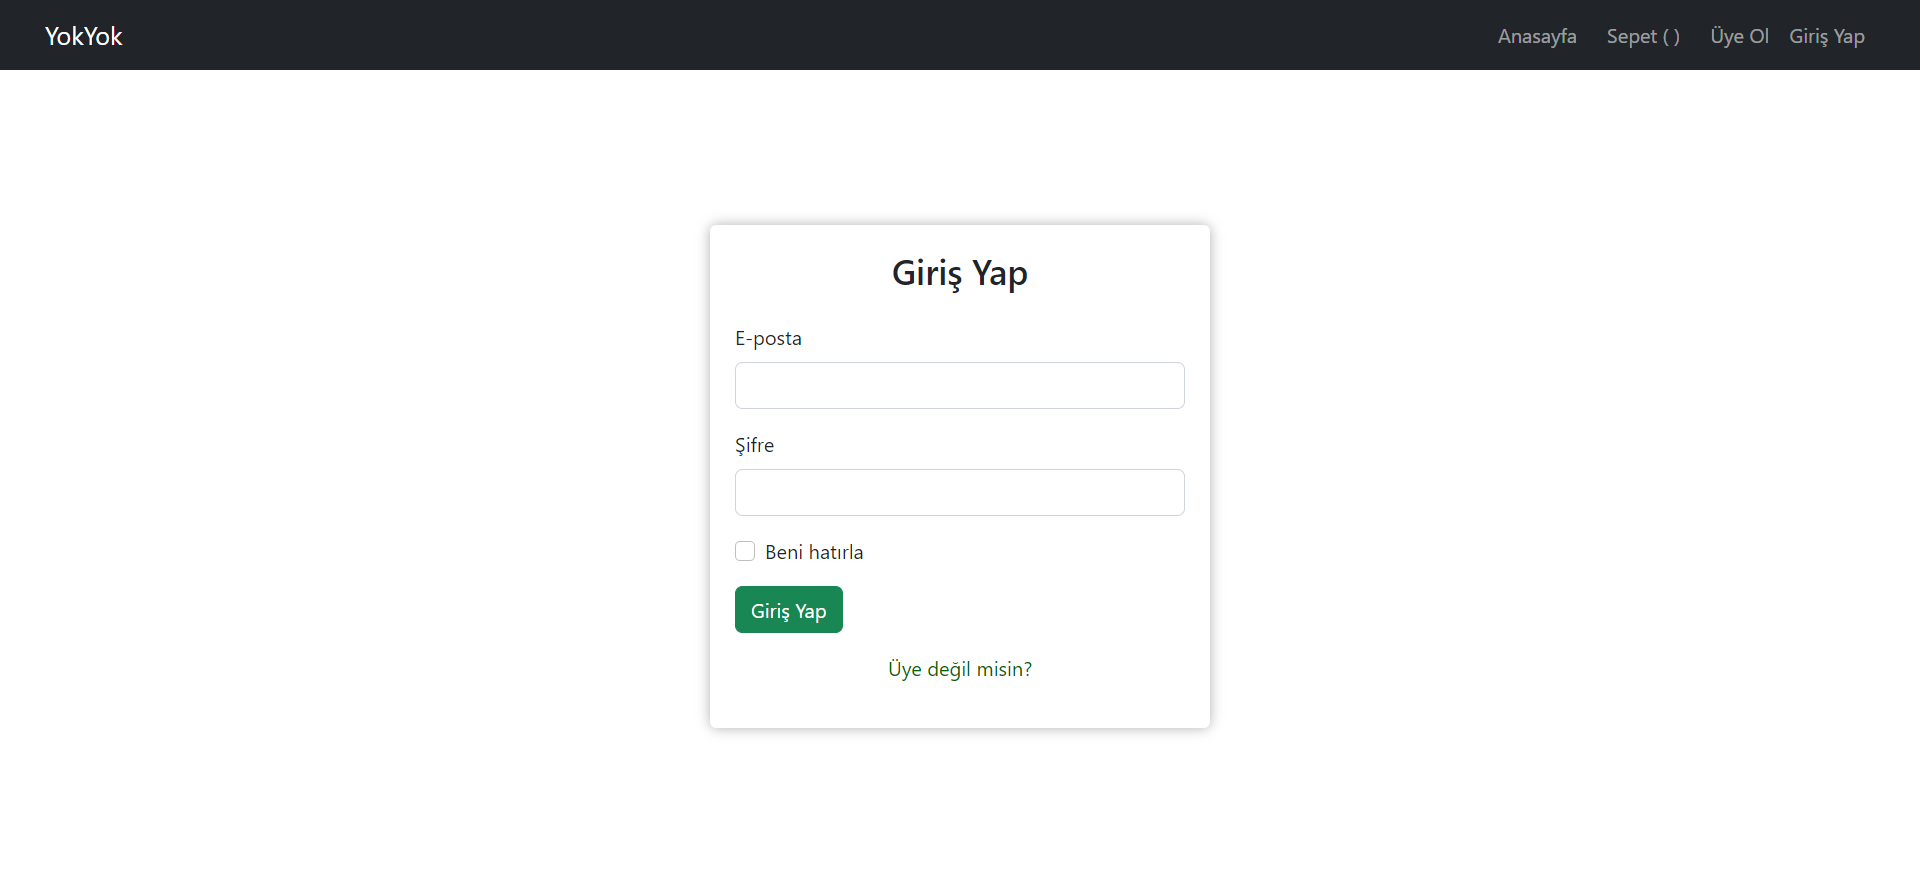 YokYok Anasayfa Sepet ( ) Üye Ol Giriş Yap
Giriş Yap
E-posta
Şifre
Beni hatırla
Giriş Yap
Üye değil misin?